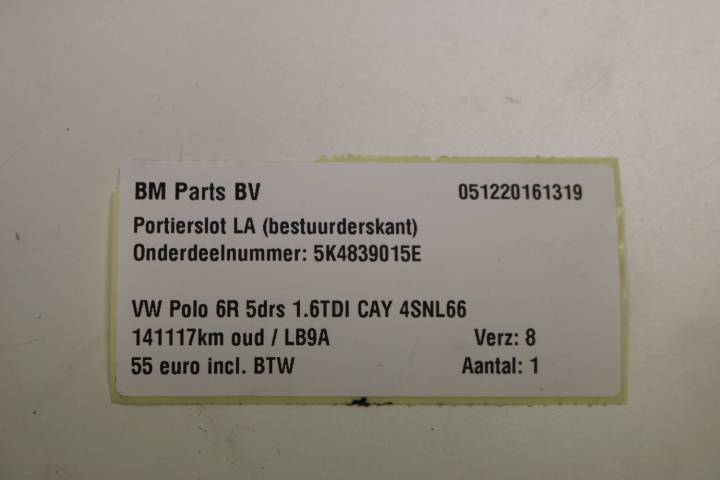 BM Parts BV 051220161319
Portierslot LA (bestuurderskant)
Onderdeelnummer: 5K4839015E
VW Polo 6R 5drs 1.6TDI CAY 4SNL66
141117km oud / LB9A Verz: 8
55 euro incl. BTW Aantal: 1